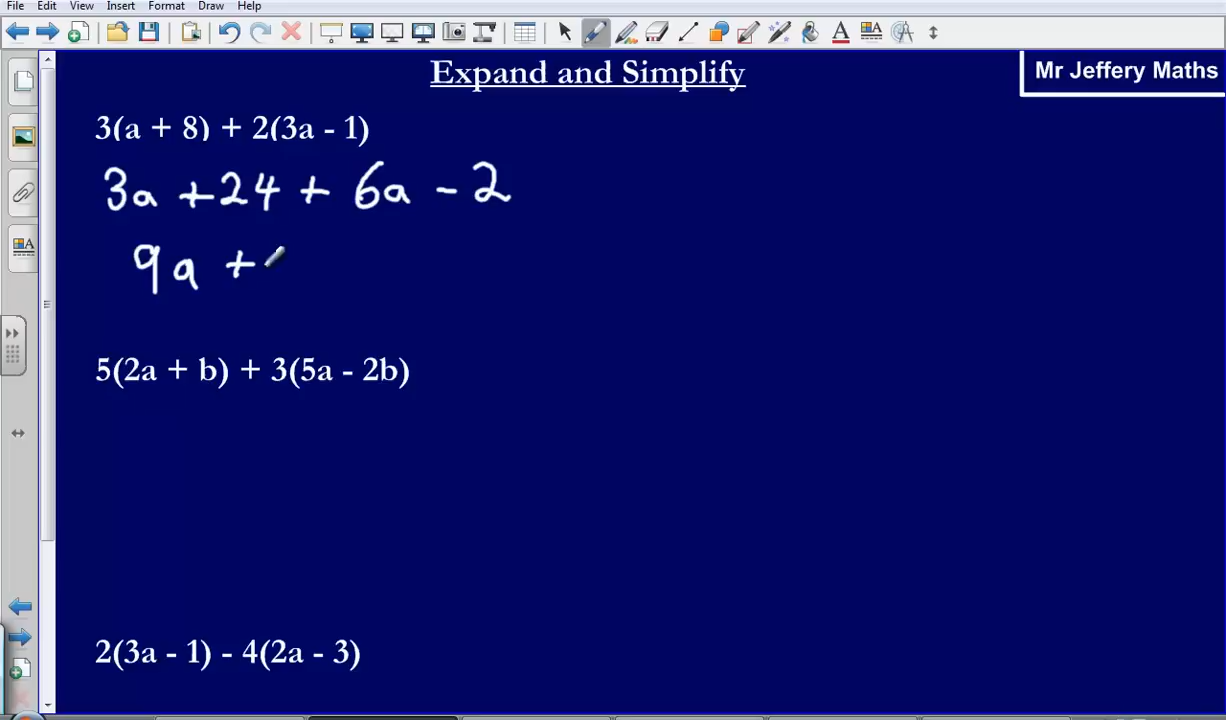 File Edit View Insert Format Draw Help
Expand and Simplify
Mr Jeffery Maths
3(a + 8) + 2(3a - 1)
3a + 24 + 6a - 2
9a +
5(2a + b) + 3(5a - 2b)
2(3a - 1) - 4(2a - 3)